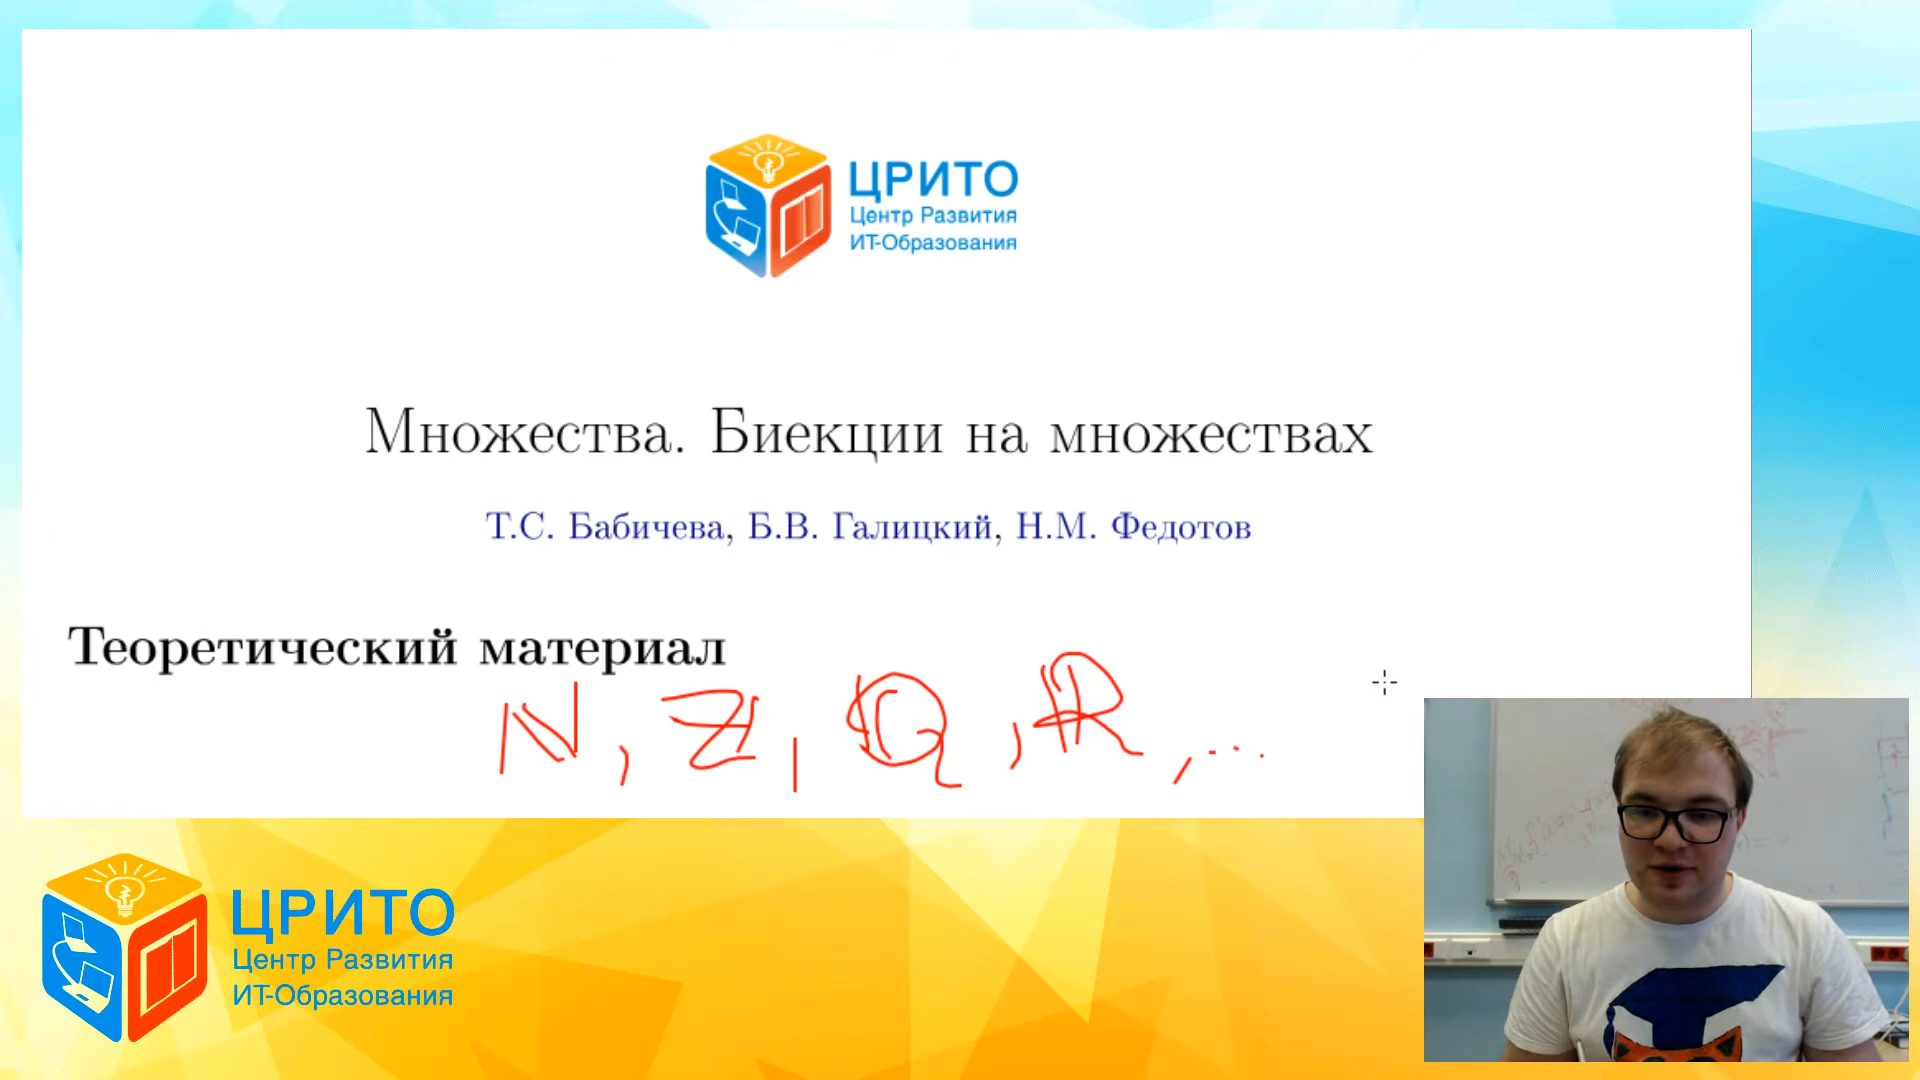 ЦРИТО
Центр Развития
ИТ-Образования
Множества. Биекции на множествах
Т.С. Бабичева, Б.В. Галицкий, Н.М. Федотов
Теоретический материал
ℕ, ℤ, ℚ, ℝ, ...
ЦРИТО
Центр Развития
ИТ-Образования